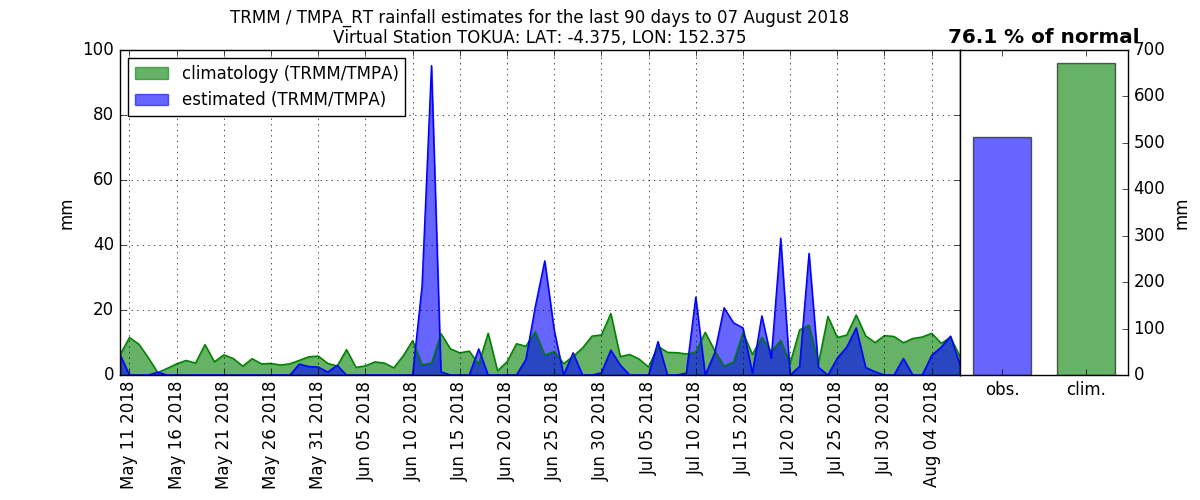 TRMM / TMPA_RT rainfall estimates for the last 90 days to 07 August 2018
Virtual Station TOKUA: LAT: -4.375, LON: 152.375
76.1 % of normal
climatology (TRMM/TMPA)
estimated (TRMM/TMPA)
100
80
60
40
20
0
mm
May 11 2018
May 16 2018
May 21 2018
May 26 2018
May 31 2018
Jun 05 2018
Jun 10 2018
Jun 15 2018
Jun 20 2018
Jun 25 2018
Jun 30 2018
Jul 05 2018
Jul 10 2018
Jul 15 2018
Jul 20 2018
Jul 25 2018
Jul 30 2018
Aug 04 2018
700
600
500
400
300
200
100
0
mm
obs.
clim.